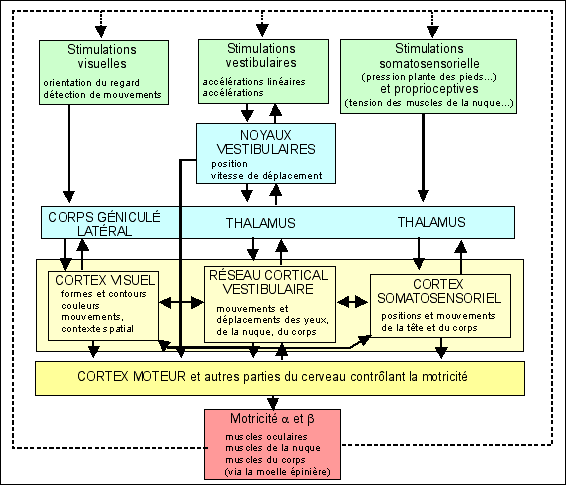 Stimulations
visuelles
orientation du regard
détection de mouvements
Stimulations
vestibulaires
accélérations linéaires
accélérations
Stimulations
somatosensorielle
(pression plante des pieds...)
et proprioceptives
(tension des muscles de la nuque...)
NOYAUX
VESTIBULAIRES
position
vitesse de déplacement
CORPS GÉNICULÉ
LATÉRAL
THALAMUS
THALAMUS
CORTEX VISUEL
formes et contours
couleurs
mouvements,
contexte spatial
RÉSEAU CORTICAL
VESTIBULAIRE
mouvements et
déplacements des yeux,
de la nuque, du corps
CORTEX
SOMATOSENSORIEL
positions et mouvements
de la tête et du corps
CORTEX MOTEUR et autres parties du cerveau contrôlant la motricité
Motricité α et β
muscles oculaires
muscles de la nuque
muscles du corps
(via la moelle épinière)